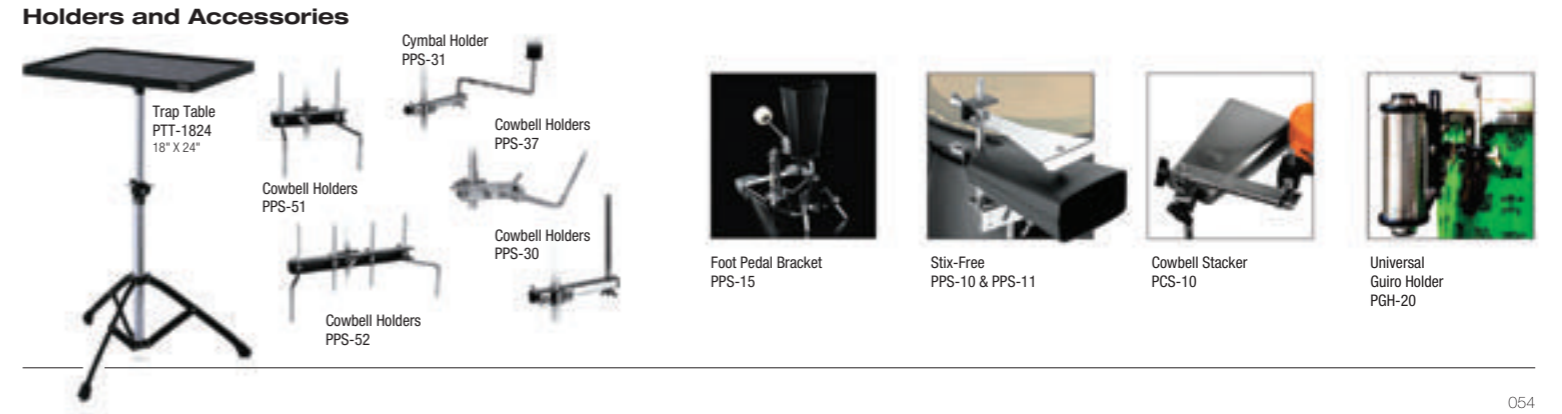 Holders and Accessories
Trap Table
PTT-1824
18" X 24"
Cowbell Holders
PPS-51
Cymbal Holder
PPS-31
Cowbell Holders
PPS-37
Cowbell Holders
PPS-30
Cowbell Holders
PPS-52
Foot Pedal Bracket
PPS-15
Stix-Free
PPS-10 & PPS-11
Cowbell Stacker
PCS-10
Universal
Guiro Holder
PGH-20
054